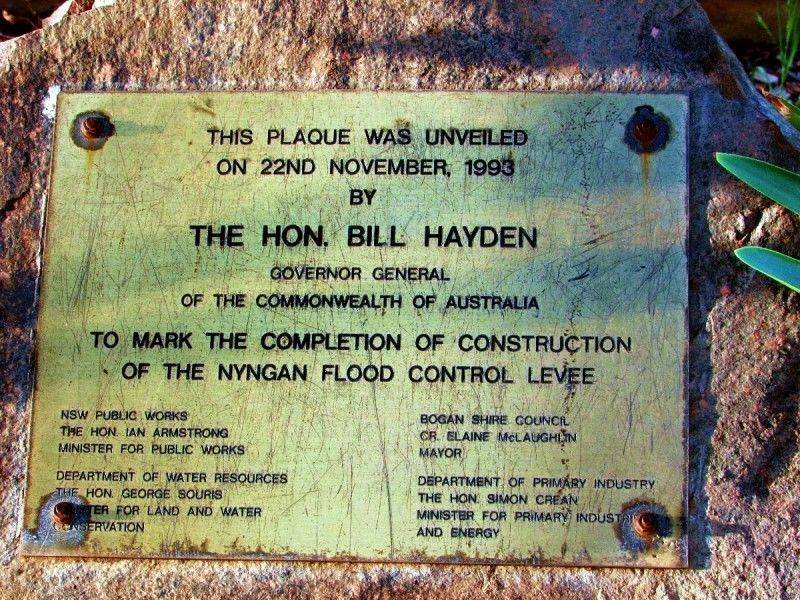 THIS PLAQUE WAS UNVEILED
ON 22ND NOVEMBER, 1993
BY
THE HON. BILL HAYDEN
GOVERNOR GENERAL
OF THE COMMONWEALTH OF AUSTRALIA
TO MARK THE COMPLETION OF CONSTRUCTION
OF THE NYNGAN FLOOD CONTROL LEVEE
NSW PUBLIC WORKS
THE HON. IAN ARMSTRONG
MINISTER FOR PUBLIC WORKS
DEPARTMENT OF WATER RESOURCES
THE HON. GEORGE SOURIS
FOR LAND AND WATER
BOGAN SHIRE COUNCIL
CR. ELAINE McLAUGHLIN
MAYOR
DEPARTMENT OF PRIMARY INDUSTRY
THE HON. SIMON CREAN
MINISTER FOR PRIMARY
AND ENERGY